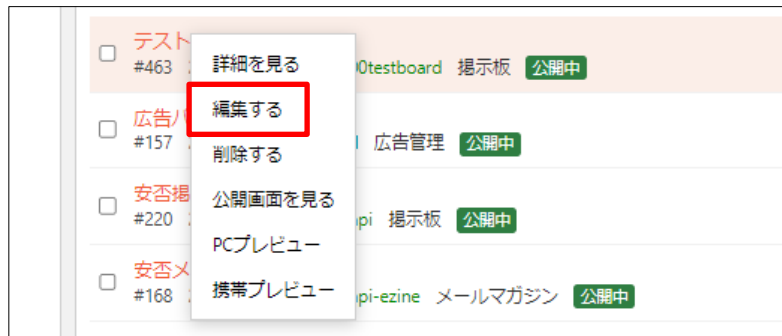 テスト
#463 詳細を見る 0testboard 掲示板 公開中
編集する
広告
#157 広告管理 公開中
削除する
安否掲 公開画面を見る
#220 pi 掲示板 公開中
PCプレビュー
安否メ
#168 携帯プレビュー pi-ezine メールマガジン 公開中